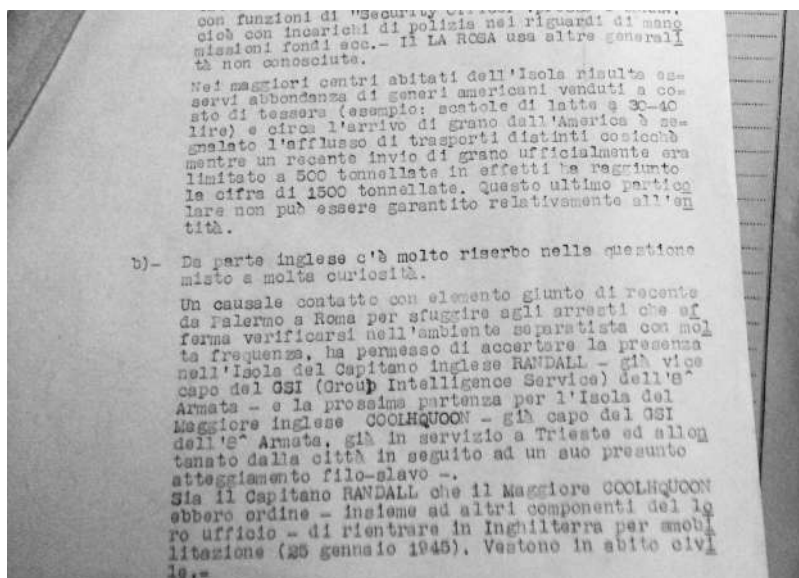 con funzioni di "Security
cioè con incarichi di polizia nei riguardi di mano
missioni fondi ecc.- Il LA ROSA usa altre generali
tà non conosciute.
Nei maggiori centri abitati dell'Isola risulta es=
servi abbondanza di generi americani venduti a co=
sto di tessera (esempio: scatole di latte a 30-40
lire) e circa l'arrivo di grano dall'America è se=
gnalato l'afflusso di trasporti distinti cosicchè
mentre un recente invio di grano ufficialmente era
limitato a 500 tonnellate in effetti ha raggiunto
la cifra di 1500 tonnellate. Questo ultimo partico
lare non può essere garantito relativamente all'en
tità.
b)- Da parte inglese c'è molto riserbo nella questione
misto a molta curiosità.
Un causale contatto con elemento giunto di recente
da Palermo a Roma per sfuggire agli arresti che ef
ferma verificarsi nell'ambiente separatista con mol
ta frequenza, ha permesso di accertare la presenza
nell'Isola del Capitano inglese RANDALL - già vice
capo del GSI (Group Intelligence Service) dell'8^
Armata - e la prossima partenza per l'Isola del
Maggiore inglese COOLHQUOON - già capo del GSI
dell'8^ Armata, già in servizio a Trieste ed allon
tanato dalla città in seguito ad un suo presunto
atteggiamento filo-slavo -.
Sia il Capitano RANDALL che il Maggiore COOLHQUOON
ebbero ordine - insieme ad altri componenti del lo
ro ufficio - di rientrare in Inghilterra per smobi
litazione (25 gennaio 1945). Vestono in abito civi
le.=